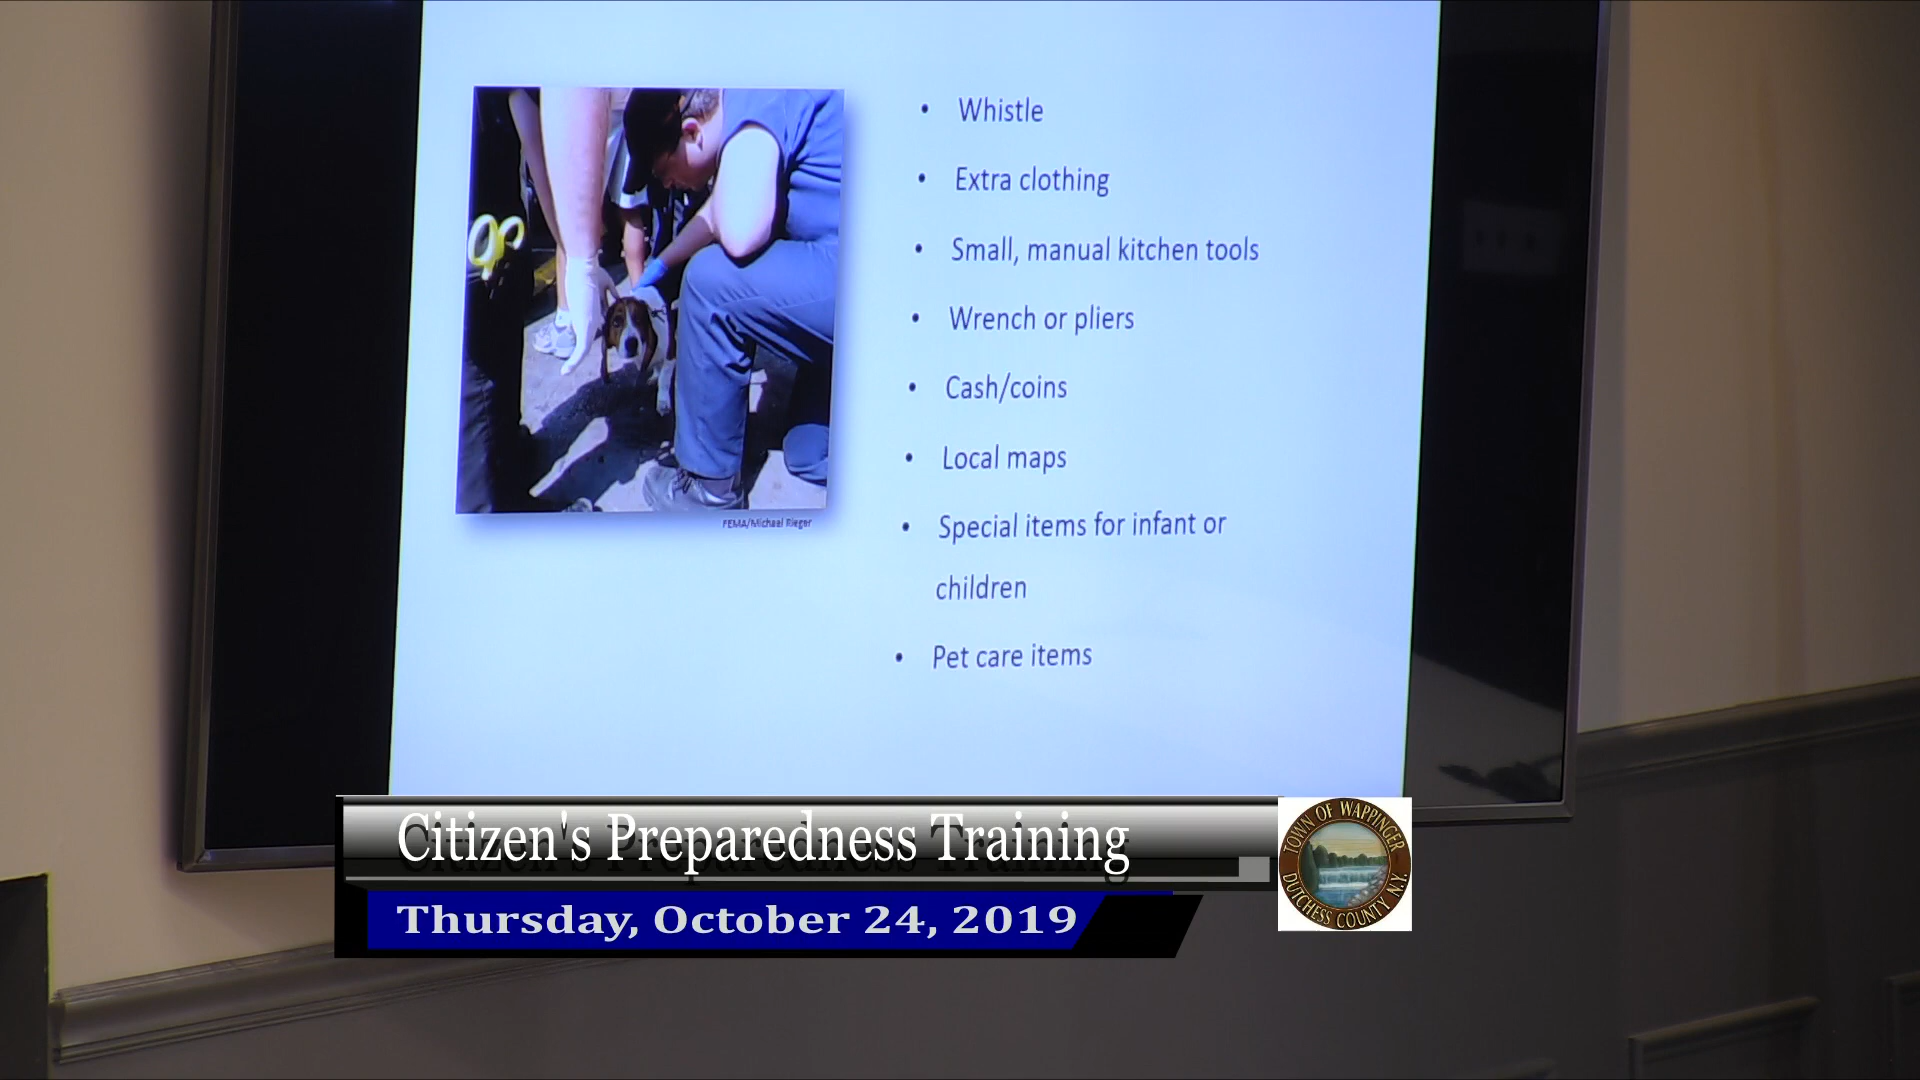 • Whistle
• Extra clothing
• Small, manual kitchen tools
• Wrench or pliers
• Cash/coins
• Local maps
• Special items for infant or
children
• Pet care items
FEMA/Michael Rieger
Citizen's Preparedness Training
Thursday, October 24, 2019
TOWN OF WAPPINGER
DUTCHESS COUNTY N.Y.